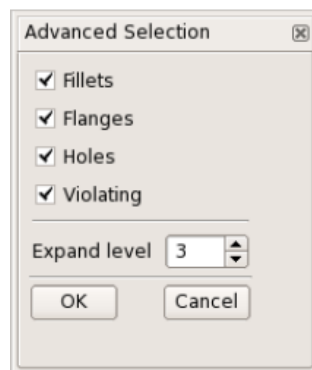 Advanced Selection
Fillets
Flanges
Holes
Violating
Expand level 3
OK Cancel